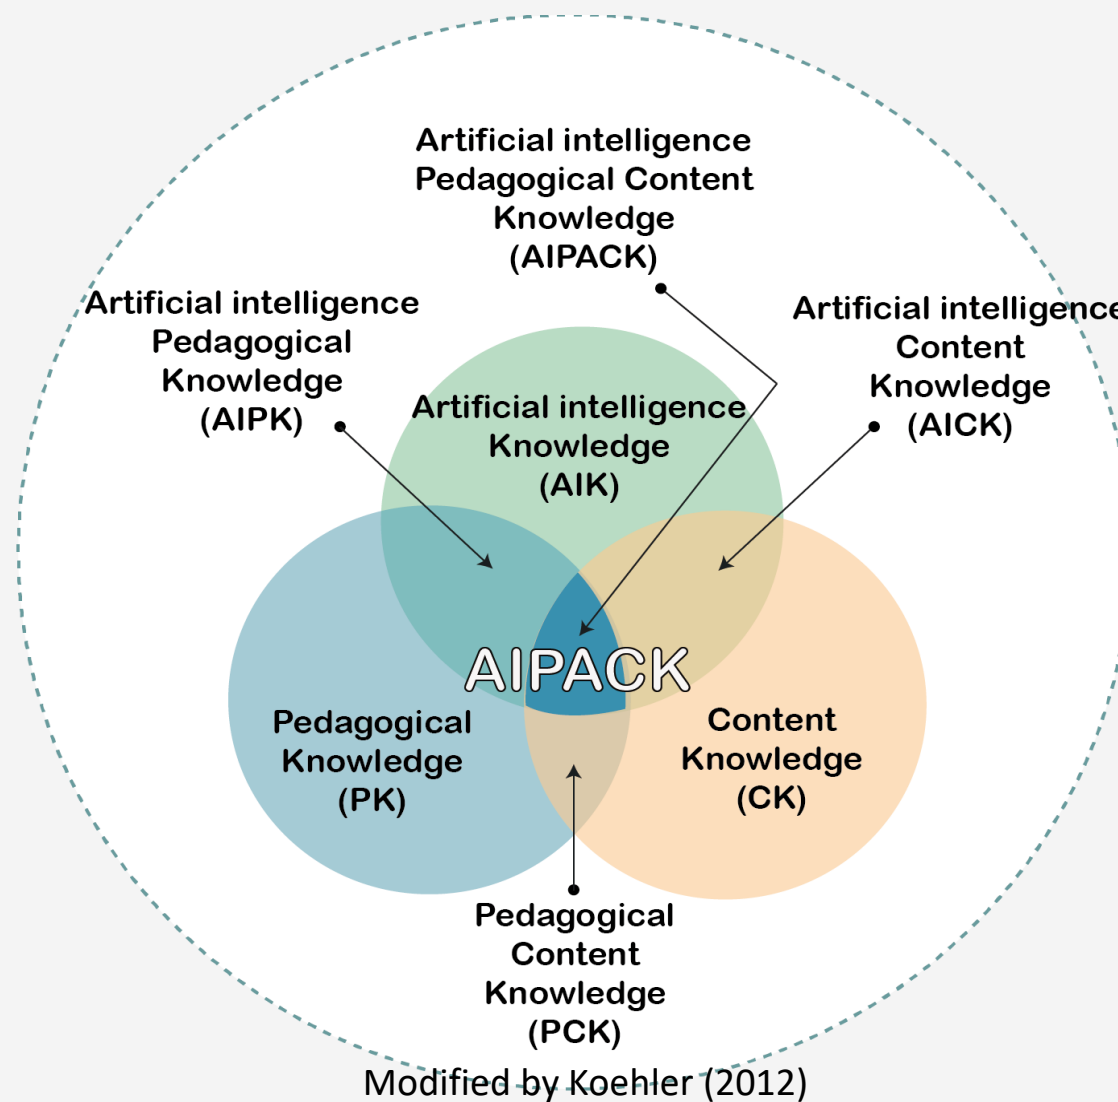 Artificial intelligence
Pedagogical Content
Knowledge
(AIPACK)
Artificial intelligence
Pedagogical
Knowledge
(AIPK)
Artificial intelligence
Content
Knowledge
(AICK)
Artificial intelligence
Knowledge
(AIK)
AIPACK
Pedagogical
Knowledge
(PK)
Content
Knowledge
(CK)
Pedagogical
Content
Knowledge
(PCK)
Modified by Koehler (2012)